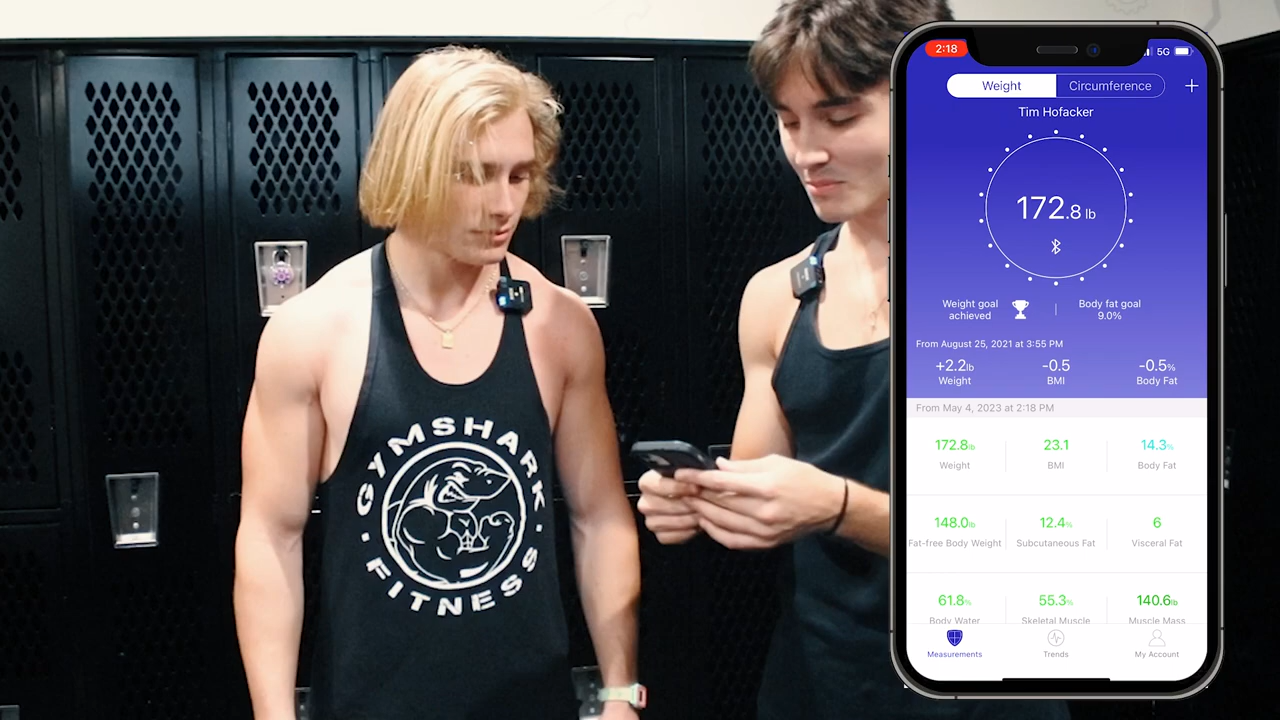 GYMSHARK
· FITNESS ·
2:18
5G
Weight
Circumference
+
Tim Hofacker
172.8 lb
Weight goal
achieved
Body fat goal
9.0%
From August 25, 2021 at 3:55 PM
+2.2lb
-0.5
-0.5%
Weight
BMI
Body Fat
From May 4, 2023 at 2:18 PM
172.8lb
23.1
14.3%
Weight
BMI
Body Fat
148.0lb
12.4%
6
Fat-free Body Weight
Subcutaneous Fat
Visceral Fat
61.8%
55.3%
140.6lb
Body Water
Skeletal Muscle
Muscle Mass
Measurements
Trends
My Account